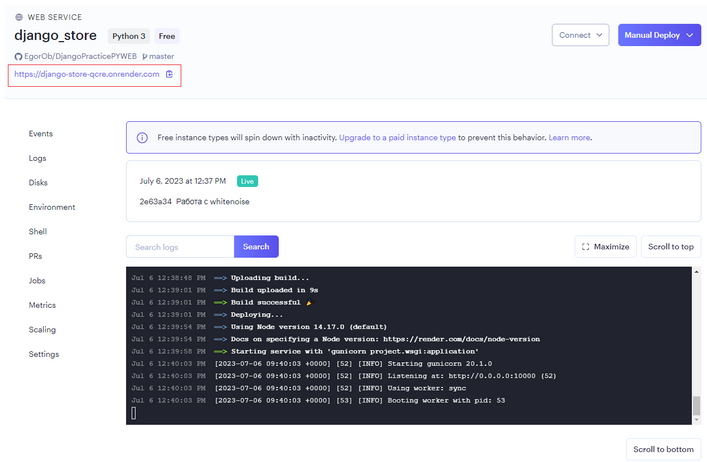 WEB SERVICE
django_store Python 3 Free
Connect
Manual Deploy
EgorOb/DjangoPracticePYWEB master
https://django-store-qcre.onrender.com
Events
Logs
Disks
Environment
Shell
PRs
Jobs
Metrics
Scaling
Settings
Free instance types will spin down with inactivity. Upgrade to a paid instance type to prevent this behavior. Learn more.
July 6, 2023 at 12:37 PM Live
2e63a34 Работа с whitenoise
Search logs Search
Maximize
Scroll to top
Jul 6 12:38:48 PM ==> Uploading build...
Jul 6 12:39:01 PM ==> Build uploaded in 9s
Jul 6 12:39:01 PM ==> Build successful 🎉
Jul 6 12:39:01 PM ==> Deploying...
Jul 6 12:39:54 PM ==> Using Node version 14.17.0 (default)
Jul 6 12:39:54 PM ==> Docs on specifying a Node version: https://render.com/docs/node-version
Jul 6 12:39:58 PM ==> Starting service with 'gunicorn project.wsgi:application'
Jul 6 12:40:03 PM [2023-07-06 09:40:03 +0000] [52] [INFO] Starting gunicorn 20.1.0
Jul 6 12:40:03 PM [2023-07-06 09:40:03 +0000] [52] [INFO] Listening at: http://0.0.0.0:10000 (52)
Jul 6 12:40:03 PM [2023-07-06 09:40:03 +0000] [52] [INFO] Using worker: sync
Jul 6 12:40:03 PM [2023-07-06 09:40:03 +0000] [53] [INFO] Booting worker with pid: 53
Scroll to bottom